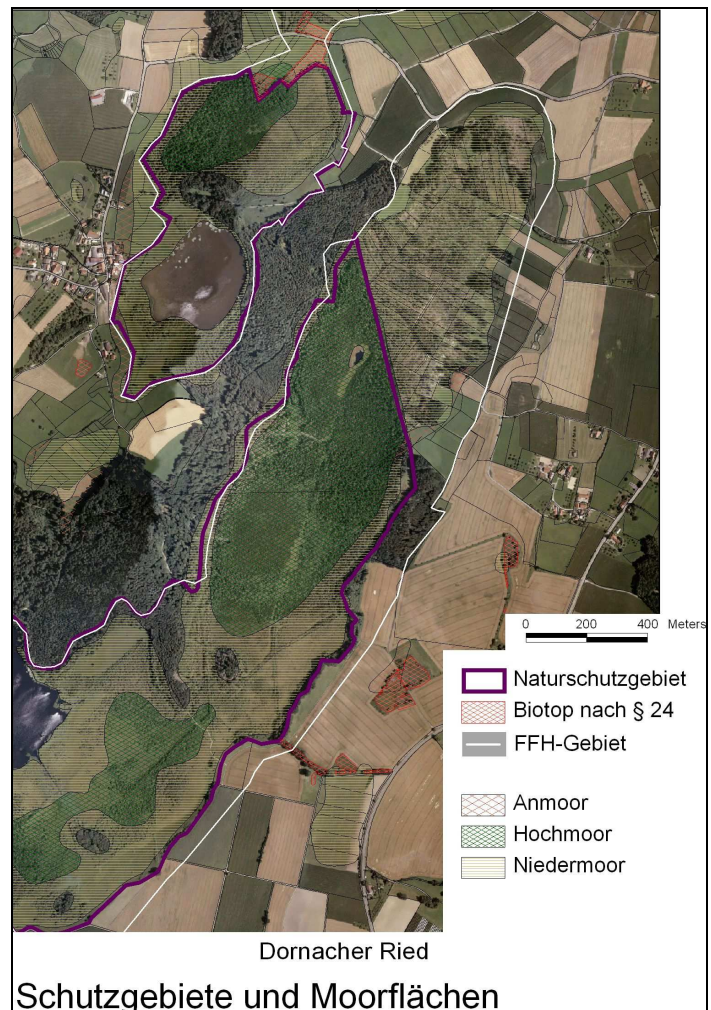 0 200 400 Meters
Naturschutzgebiet
Biotop nach § 24
FFH-Gebiet
Anmoor
Hochmoor
Niedermoor
Dornacher Ried
Schutzgebiete und Moorflächen